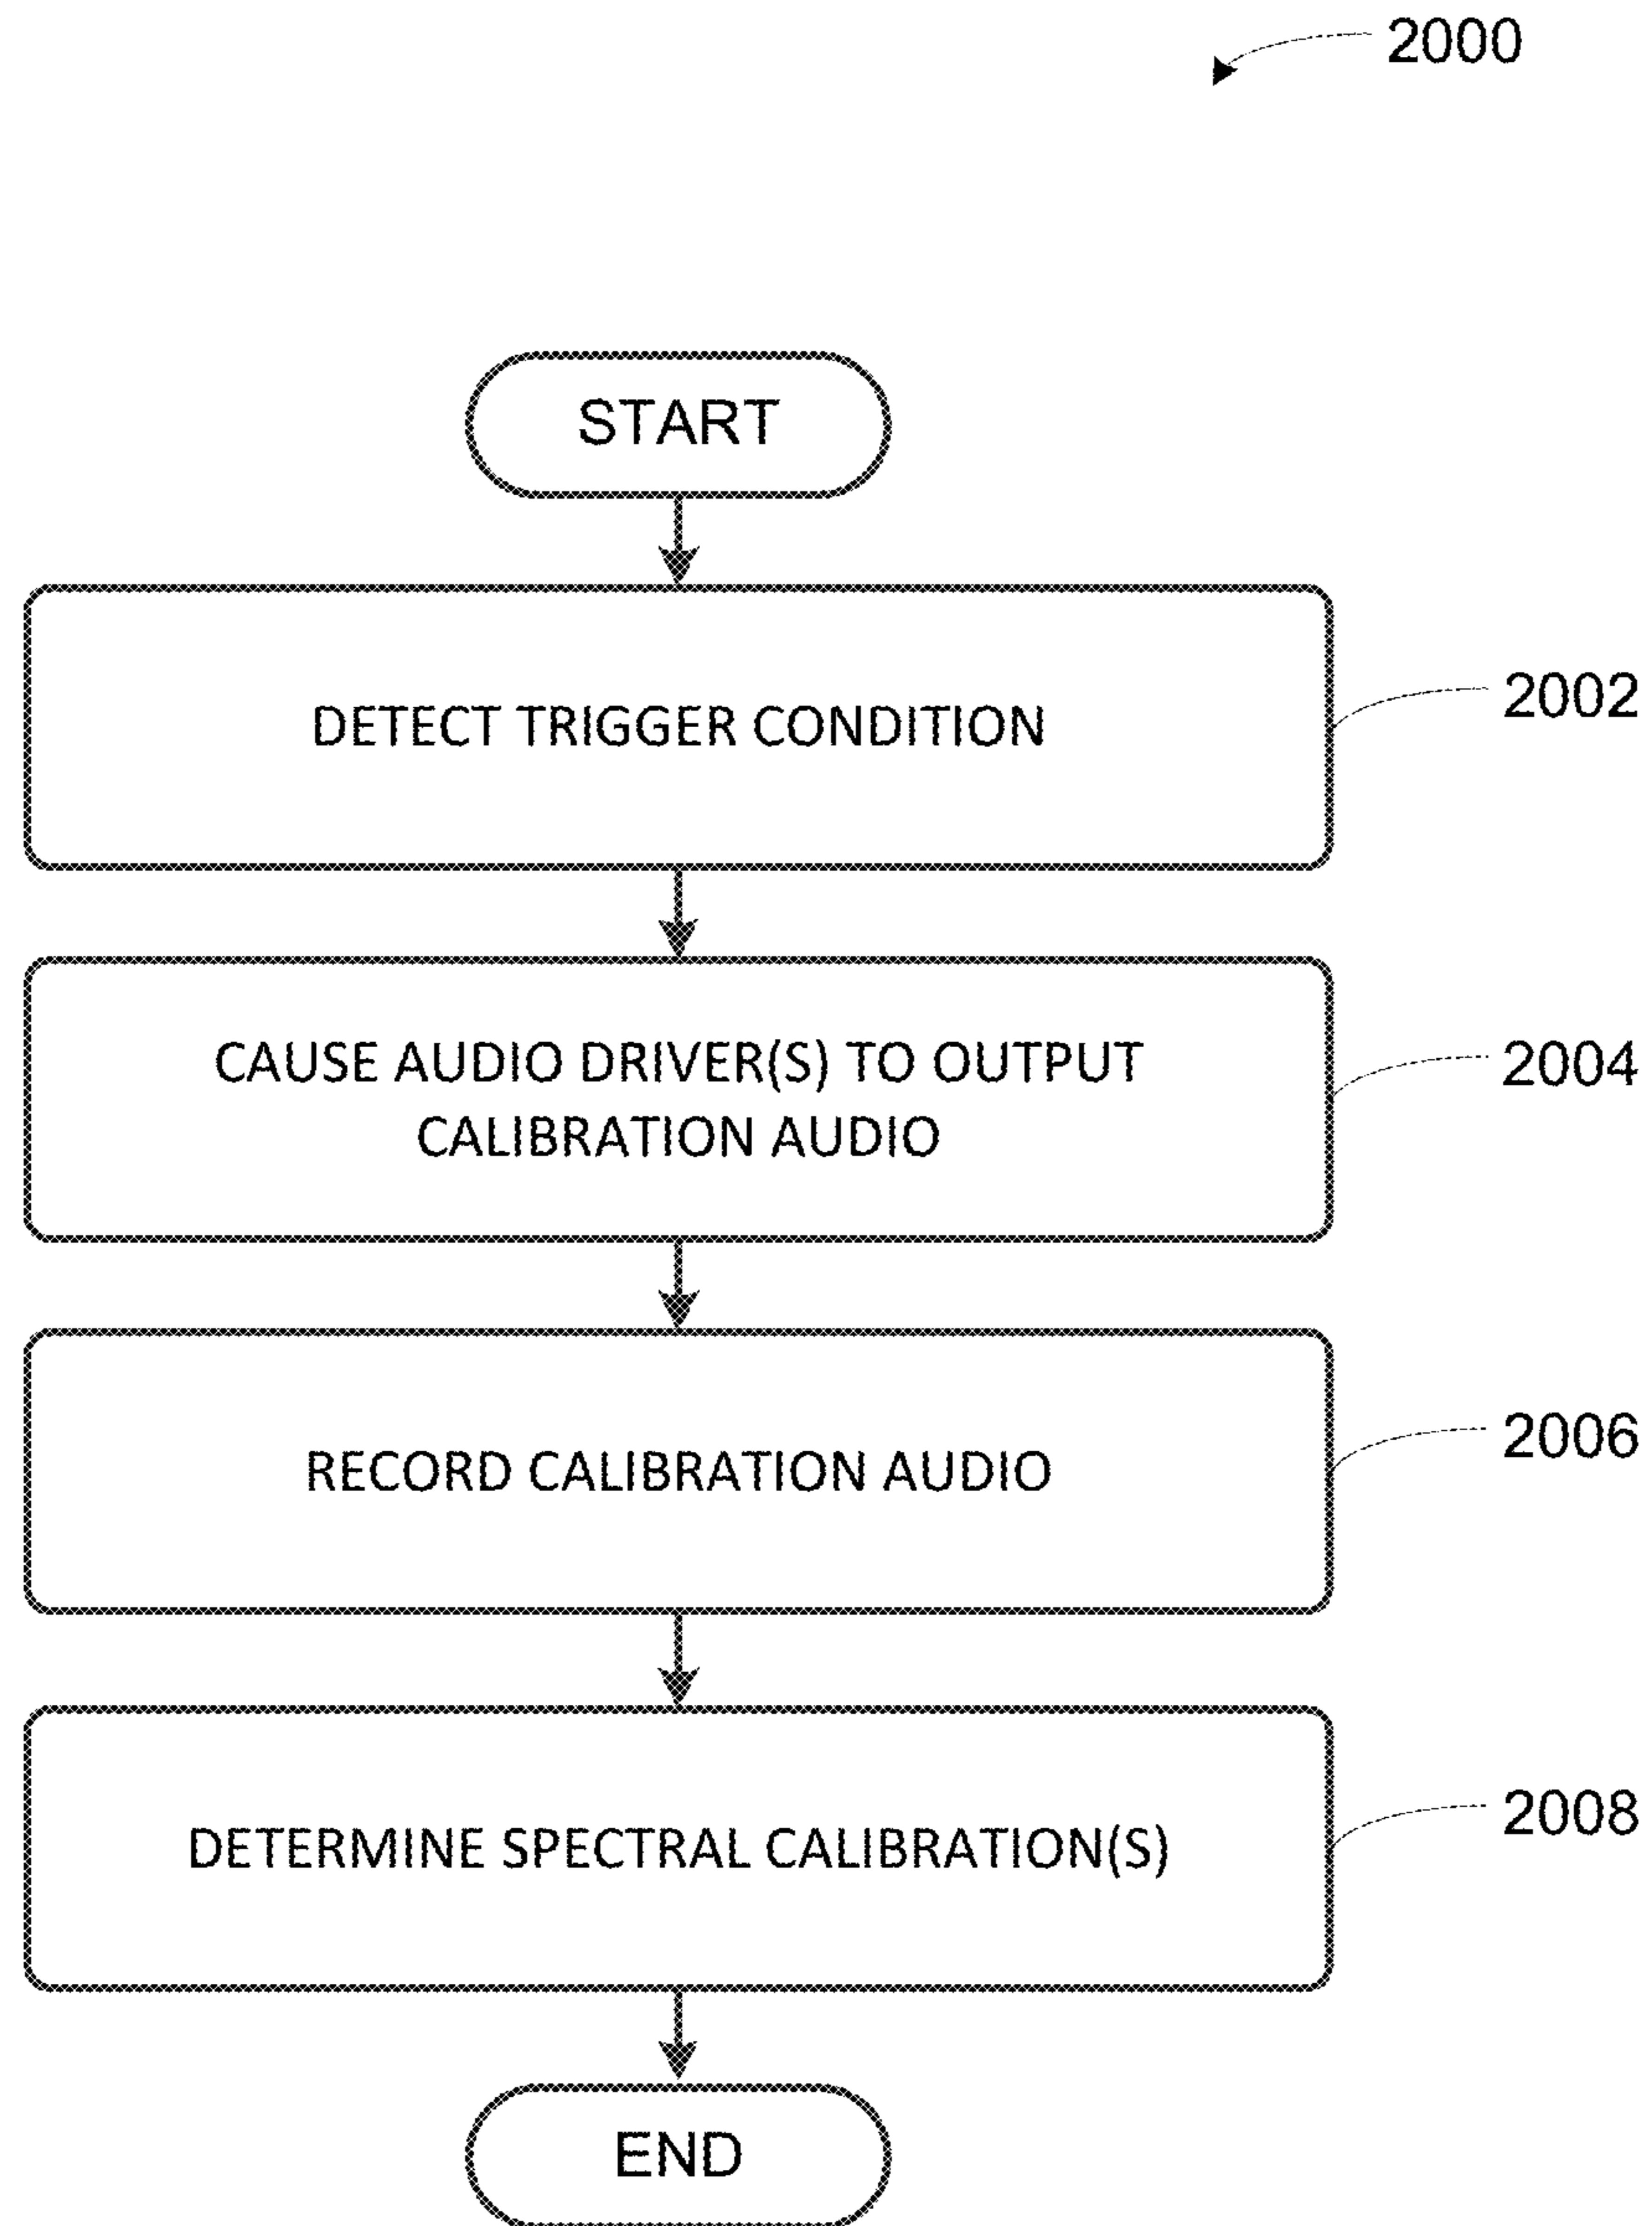 2000
START
DETECT TRIGGER CONDITION
2002
CAUSE AUDIO DRIVER(S) TO OUTPUT
CALIBRATION AUDIO
2004
RECORD CALIBRATION AUDIO
2006
DETERMINE SPECTRAL CALIBRATION(S)
2008
END